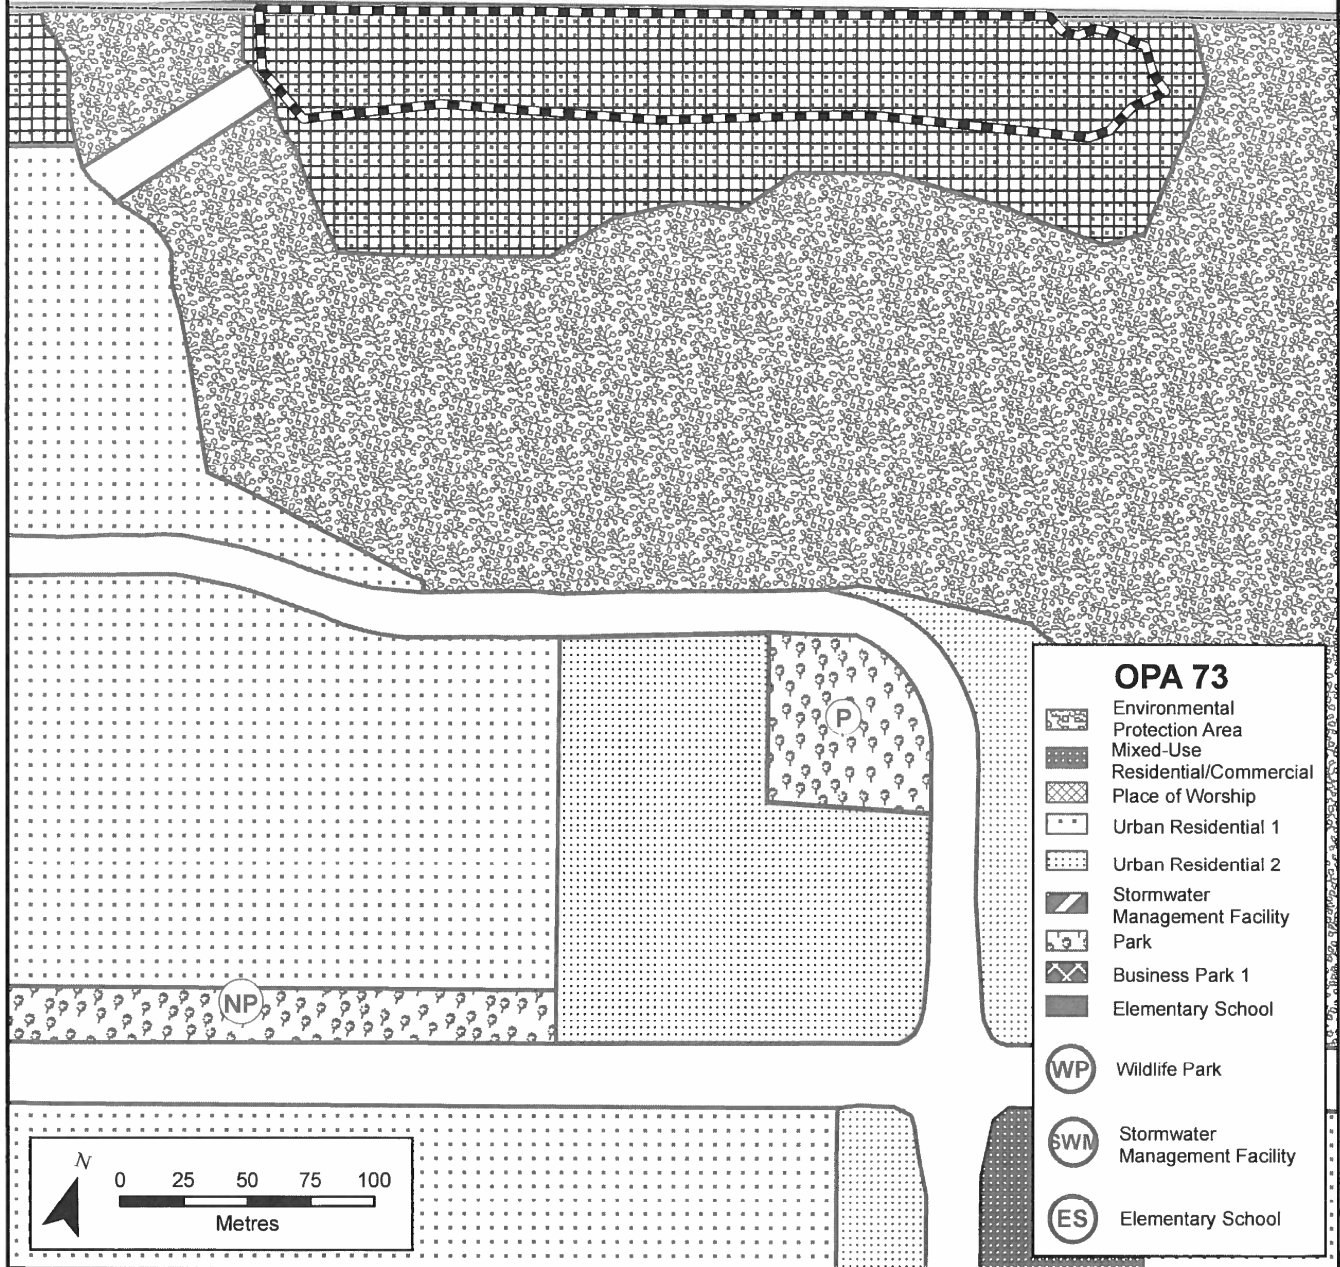 P
NP
OPA 73
Environmental
Protection Area
Mixed-Use
Residential/Commercial
Place of Worship
Urban Residential 1
Urban Residential 2
Stormwater
Management Facility
Park
Business Park 1
Elementary School
WP Wildlife Park
SWM Stormwater
Management Facility
ES Elementary School
N
0 25 50 75 100
Metres